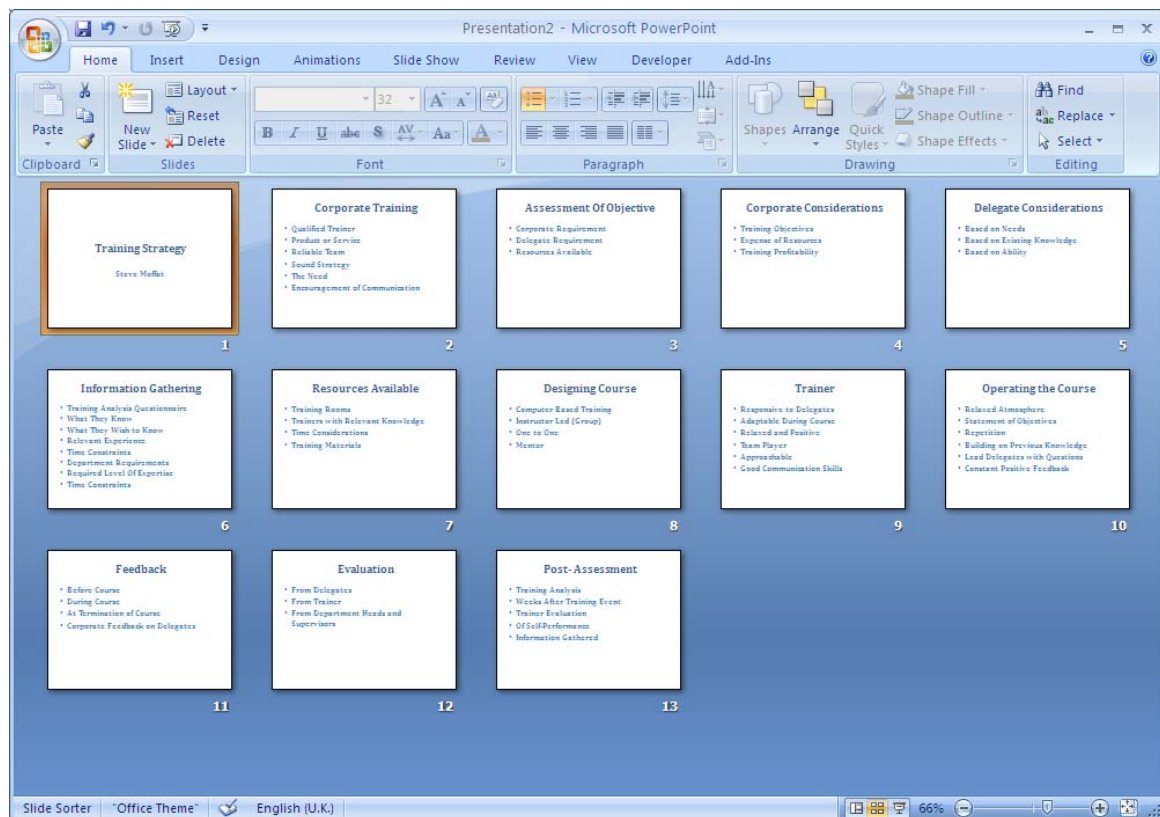 Presentation2 - Microsoft PowerPoint
Home Insert Design Animations Slide Show Review View Developer Add-Ins
Paste
Clipboard
New Slide
Layout
Reset
Delete
Slides
32
Font
Paragraph
Shapes Arrange Quick Styles
Shape Fill
Shape Outline
Shape Effects
Drawing
Find
Replace
Select
Editing
Training Strategy
Steve Moffat
1
Corporate Training
• Qualified Trainer
• Product or Service
• Reliable Team
• Sound Strategy
• The Need
• Encouragement of Communication
2
Assessment Of Objective
• Corporate Requirement
• Delegate Requirement
• Resources Available
3
Corporate Considerations
• Training Objectives
• Expense of Resources
• Training Profitability
4
Delegate Considerations
• Based on Needs
• Based on Existing Knowledge
• Based on Ability
5
Information Gathering
• Training Analysis Questionnaire
• What They Know
• What They Wish to Know
• Relevant Experience
• Time Constraints
• Department Requirements
• Required Level Of Expertise
• Time Constraints
6
Resources Available
• Training Rooms
• Trainers with Relevant Knowledge
• Time Considerations
• Training Materials
7
Designing Course
• Computer Based Training
• Instructor Led (Group)
• One to One
• Mentor
8
Trainer
• Responsive to Delegates
• Adaptable During Course
• Relaxed and Positive
• Team Player
• Approachable
• Good Communication Skills
9
Operating the Course
• Relaxed Atmosphere
• Statement of Objectives
• Repetition
• Building on Previous Knowledge
• Lead Delegates with Questions
• Constant Positive Feedback
10
Feedback
• Before Course
• During Course
• At Termination of Course
• Corporate Feedback on Delegates
11
Evaluation
• From Delegates
• From Trainer
• From Department Heads and
Supervisors
12
Post- Assessment
• Training Analysis
• Weeks After Training Event
• Trainer Evaluation
• Of Self-Performance
• Information Gathered
13
Slide Sorter "Office Theme" English (U.K.) 66%